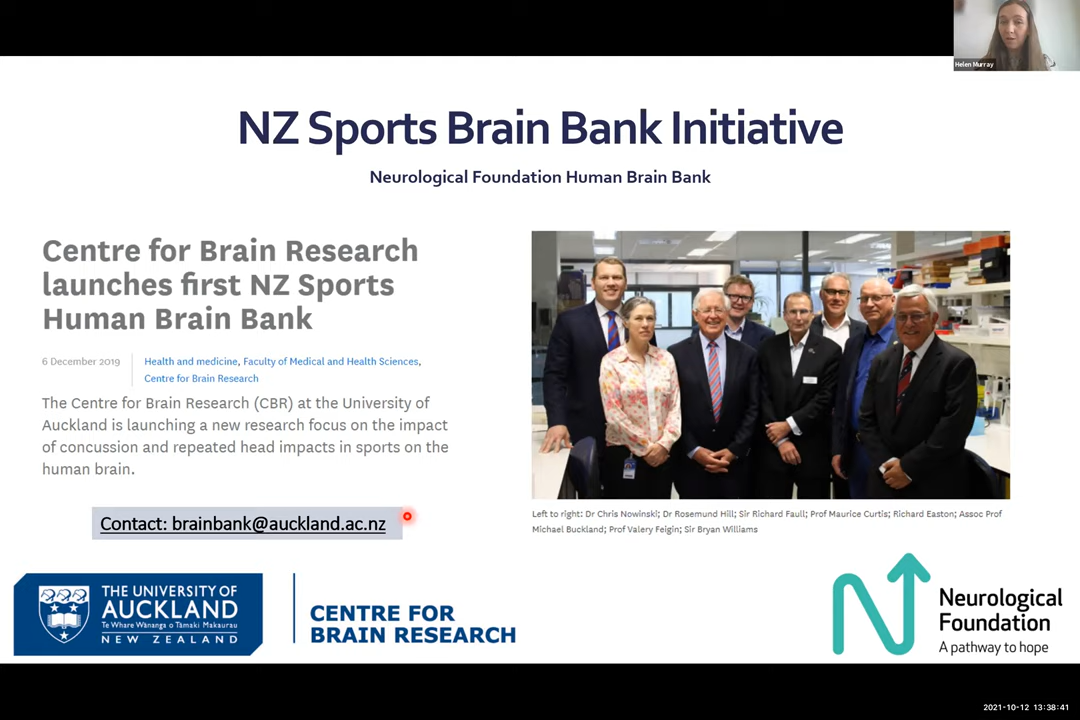 Helen Murray
NZ Sports Brain Bank Initiative
Neurological Foundation Human Brain Bank
Centre for Brain Research
launches first NZ Sports
Human Brain Bank
6 December 2019
Health and medicine, Faculty of Medical and Health Sciences,
Centre for Brain Research
The Centre for Brain Research (CBR) at the University of
Auckland is launching a new research focus on the impact
of concussion and repeated head impacts in sports on the
human brain.
Contact: brainbank@auckland.ac.nz
Left to right: Dr Chris Nowinski; Dr Rosemund Hill; Sir Richard Faull; Prof Maurice Curtis; Richard Easton; Assoc Prof
Michael Buckland; Prof Valery Feigin; Sir Bryan Williams
THE UNIVERSITY OF
AUCKLAND
Te Whare Wānanga o Tāmaki Makaurau
NEW ZEALAND
CENTRE FOR
BRAIN RESEARCH
Neurological
Foundation
A pathway to hope
2021-10-12 13:38:41